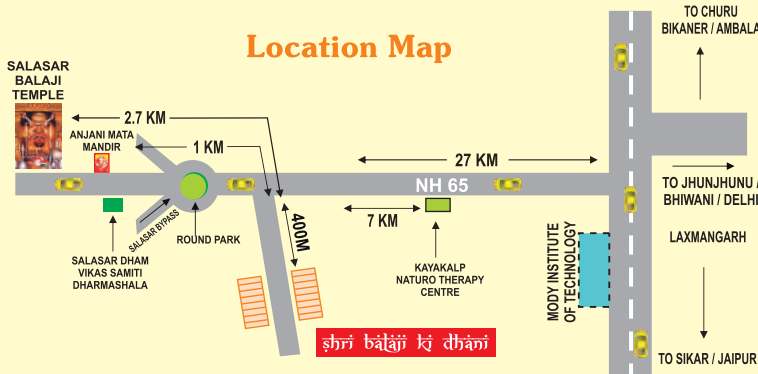 Location Map
TO CHURU
BIKANER / AMBALA
SALASAR
BALAJI
TEMPLE
2.7 KM
ANJANI MATA
MANDIR
1 KM
27 KM
NH 65
TO JHUNJHUNU /
BHIWANI / DELHI
7 KM
400M
SALASAR BYPASS
ROUND PARK
SALASAR DHAM
VIKAS SAMITI
DHARMASHALA
KAYAKALP
NATURO THERAPY
CENTRE
MODY INSTITUTE
OF TECHNOLOGY
LAXMANGARH
shri balaji ki dhani
TO SIKAR / JAIPUR